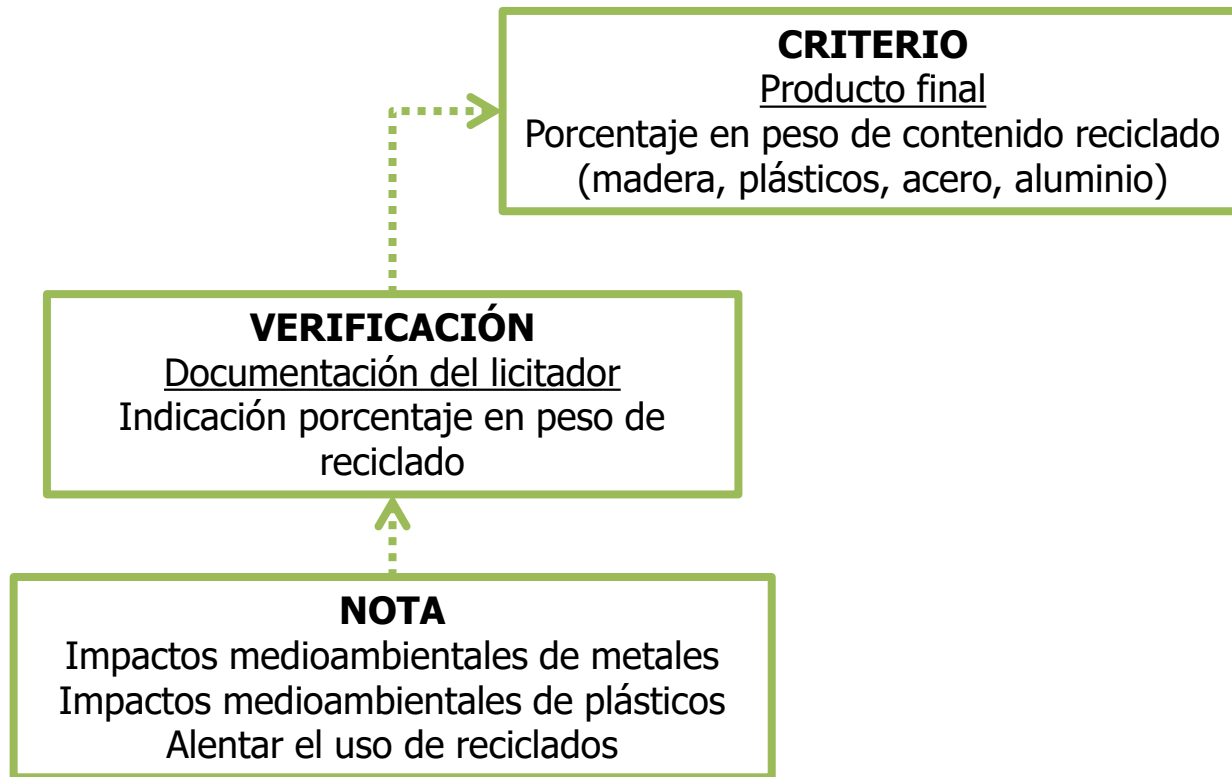 CRITERIO
Producto final
Porcentaje en peso de contenido reciclado
(madera, plásticos, acero, aluminio)
VERIFICACIÓN
Documentación del licitador
Indicación porcentaje en peso de
reciclado
NOTA
Impactos medioambientales de metales
Impactos medioambientales de plásticos
Alentar el uso de reciclados